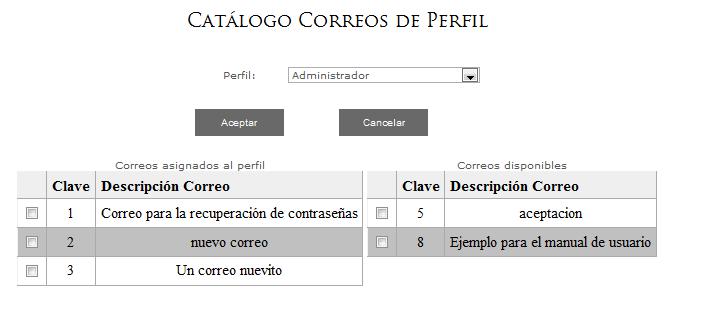 Catálogo Correos de Perfil
Perfil: Administrador
Aceptar Cancelar
Correos asignados al perfil
Clave Descripción Correo
1 Correo para la recuperación de contraseñas
2 nuevo correo
3 Un correo nuevito
Correos disponibles
Clave Descripción Correo
5 aceptacion
8 Ejemplo para el manual de usuario